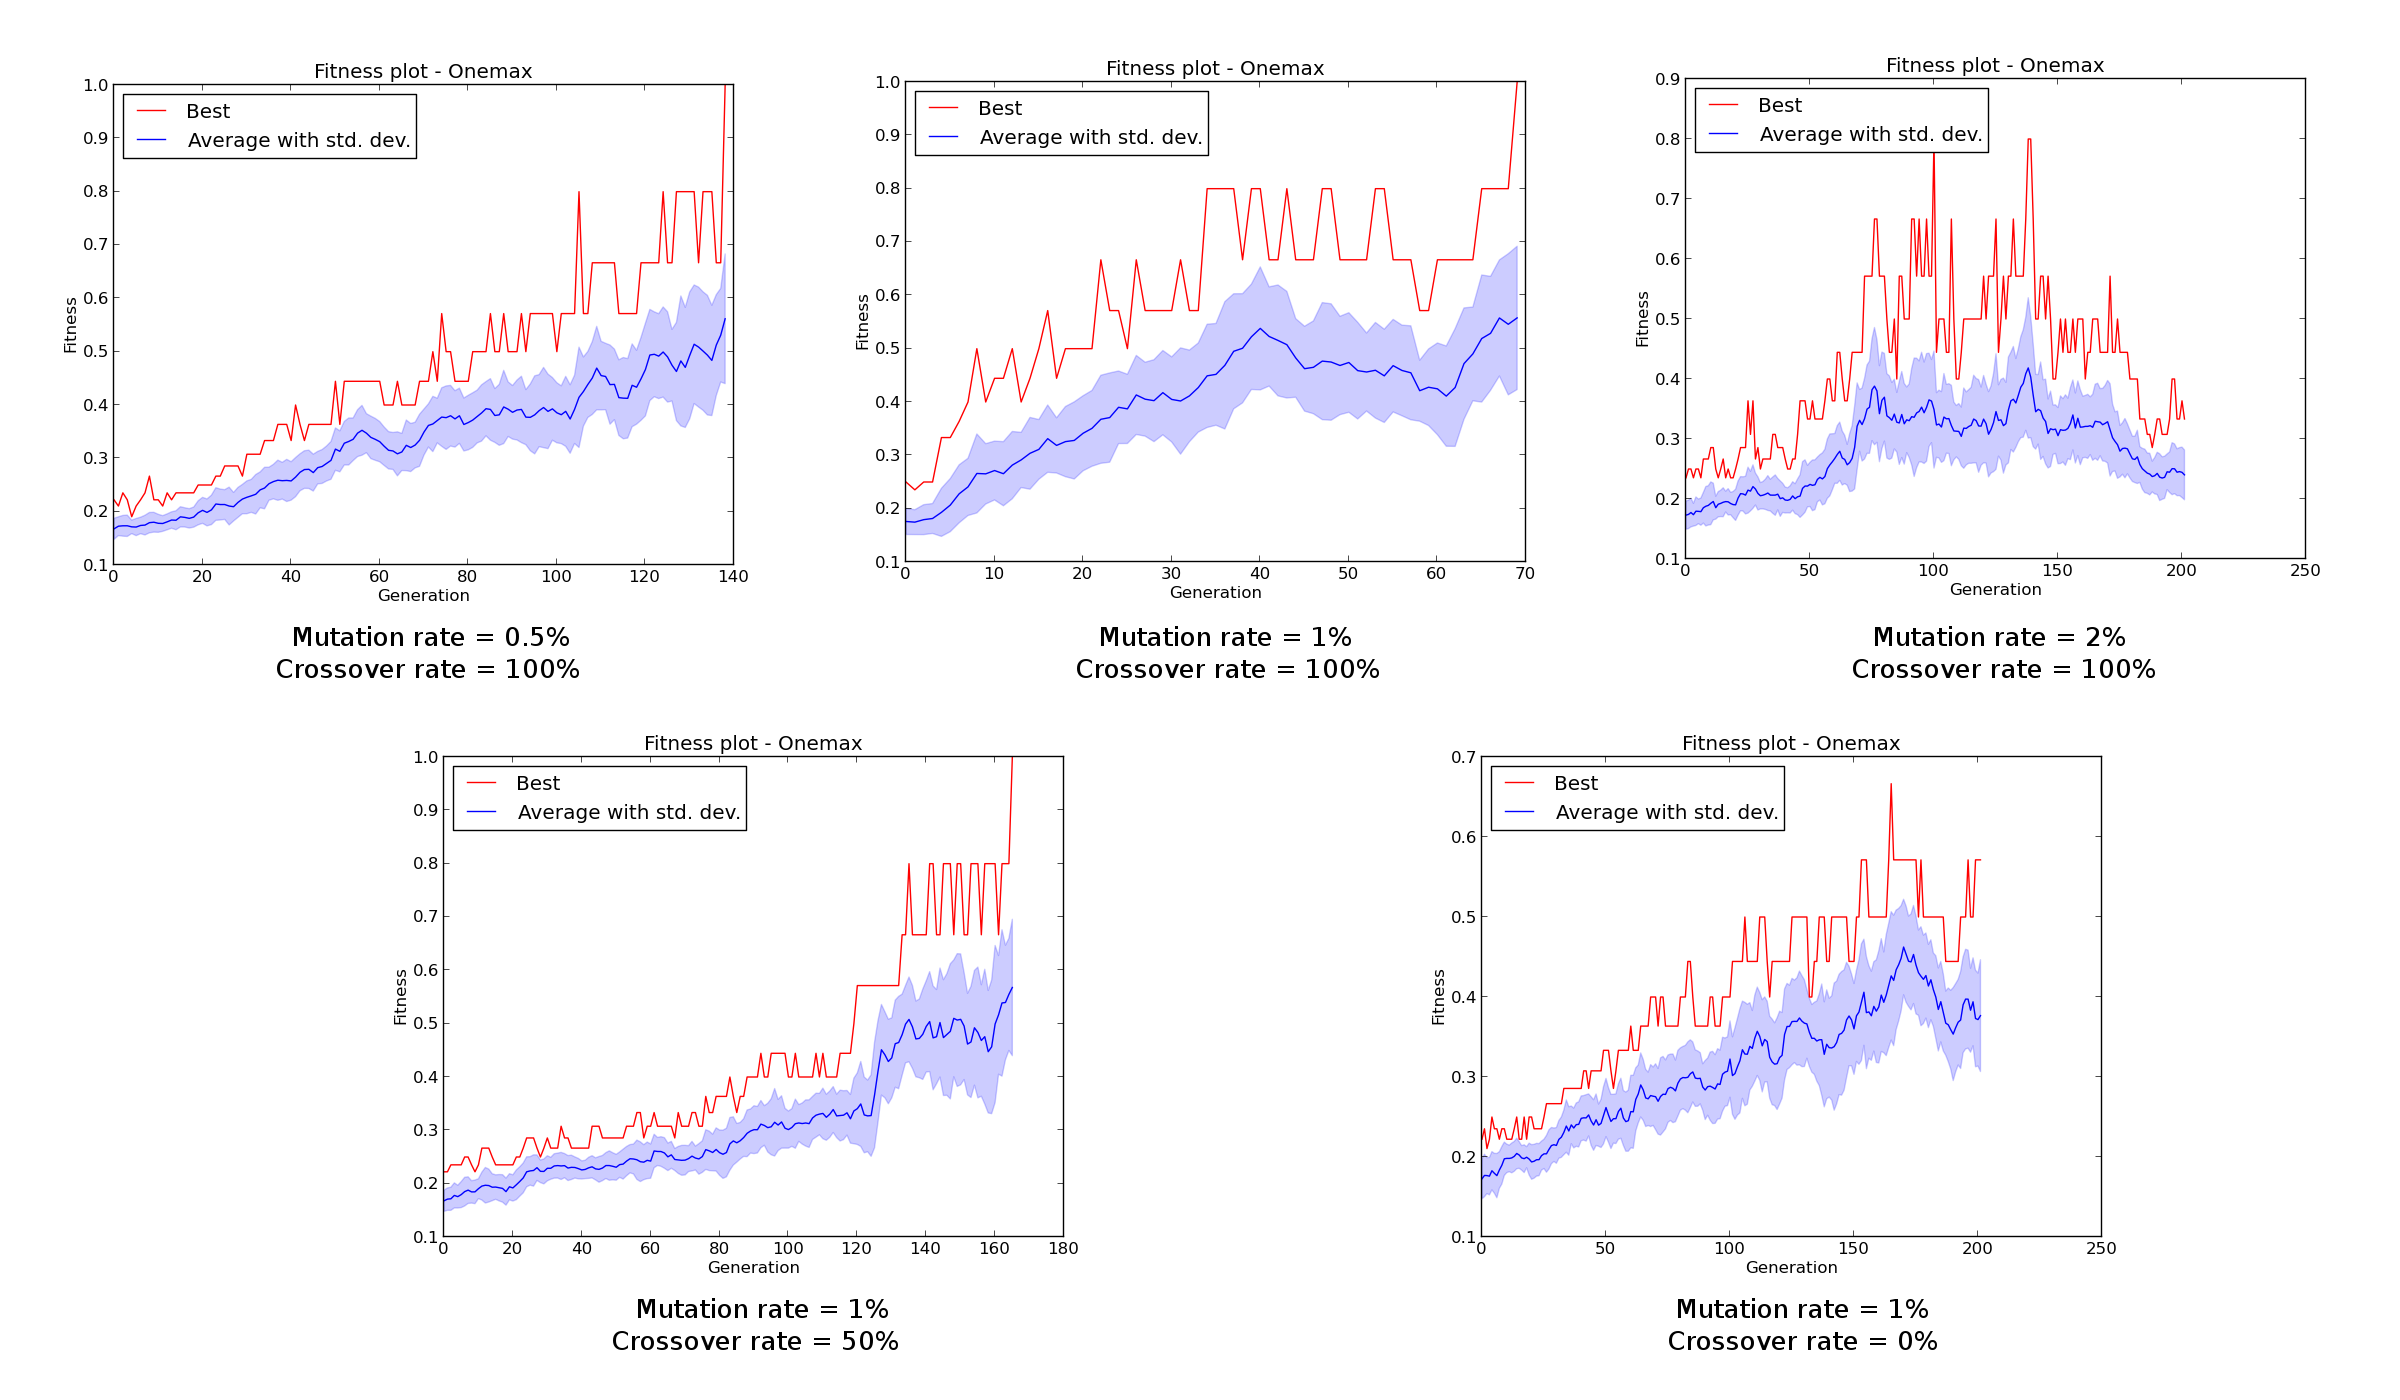 Fitness plot - Onemax
1.0
0.9
0.8
0.7
0.6
0.5
0.4
0.3
0.2
0.1
Fitness
Best
Average with std. dev.
0 20 40 60 80 100 120 140
Generation
Mutation rate = 0.5%
Crossover rate = 100%
Fitness plot - Onemax
1.0
0.9
0.8
0.7
0.6
0.5
0.4
0.3
0.2
0.1
Fitness
Best
Average with std. dev.
0 10 20 30 40 50 60 70
Generation
Mutation rate = 1%
Crossover rate = 100%
Fitness plot - Onemax
0.9
0.8
0.7
0.6
0.5
0.4
0.3
0.2
0.1
Fitness
Best
Average with std. dev.
0 50 100 150 200 250
Generation
Mutation rate = 2%
Crossover rate = 100%
Fitness plot - Onemax
1.0
0.9
0.8
0.7
0.6
0.5
0.4
0.3
0.2
0.1
Fitness
Best
Average with std. dev.
0 20 40 60 80 100 120 140 160 180
Generation
Mutation rate = 1%
Crossover rate = 50%
Fitness plot - Onemax
0.7
0.6
0.5
0.4
0.3
0.2
0.1
Fitness
Best
Average with std. dev.
0 50 100 150 200 250
Generation
Mutation rate = 1%
Crossover rate = 0%